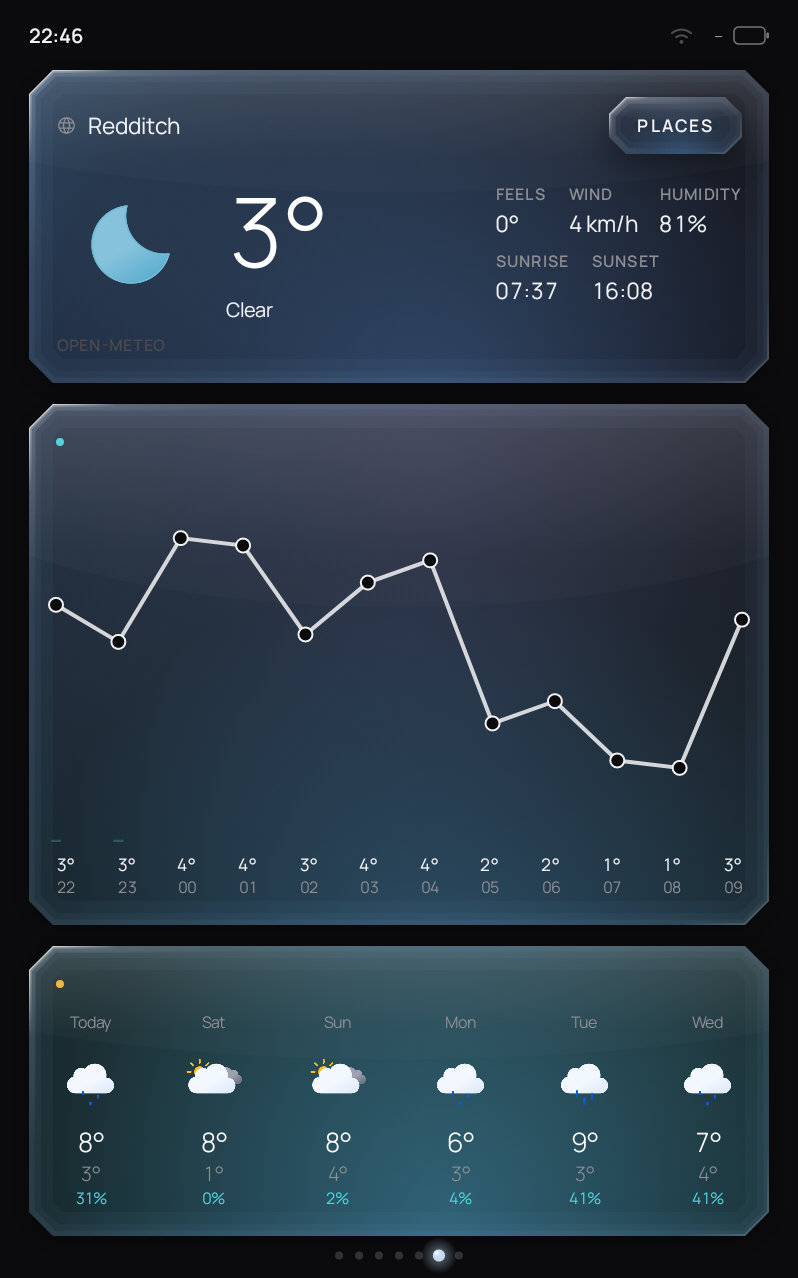 22:46
–
Redditch
PLACES
3°
Clear
FEELS WIND HUMIDITY
0° 4 km/h 81%
SUNRISE SUNSET
07:37 16:08
OPEN-METEO
3° 3° 4° 4° 3° 4° 4° 2° 2° 1° 1° 3°
22 23 00 01 02 03 04 05 06 07 08 09
Today Sat Sun Mon Tue Wed
8° 8° 8° 6° 9° 7°
3° 1° 4° 3° 3° 4°
31% 0% 2% 4% 41% 41%